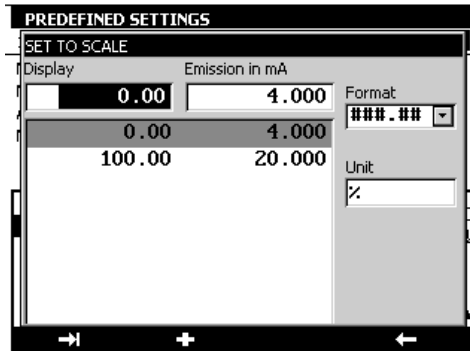 PREDEFINED SETTINGS
SET TO SCALE
Display Emission in mA
0.00 4.000
Format
###.##
0.00 4.000
100.00 20.000
Unit
%